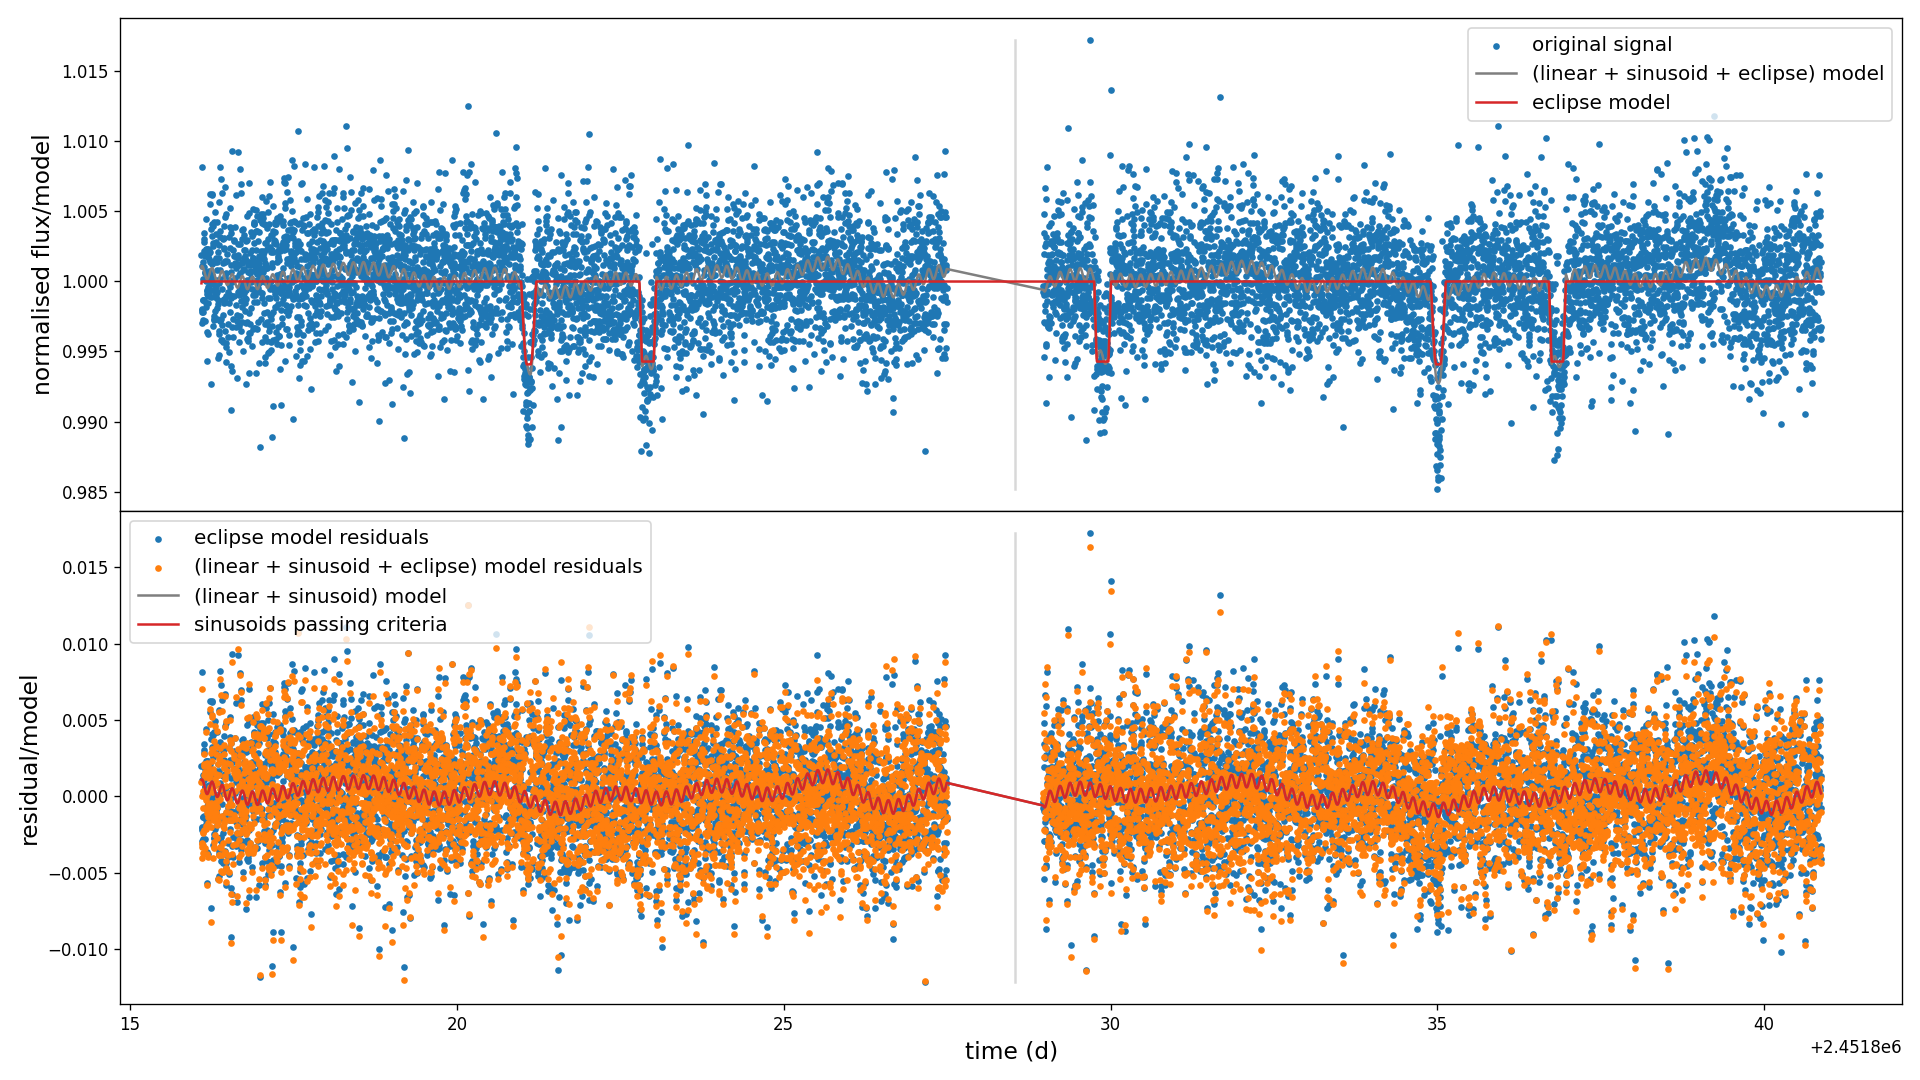 original signal
(linear + sinusoid + eclipse) model
eclipse model
normalised flux/model
1.015
1.010
1.005
1.000
0.995
0.990
0.985
eclipse model residuals
(linear + sinusoid + eclipse) model residuals
(linear + sinusoid) model
sinusoids passing criteria
residual/model
0.015
0.010
0.005
0.000
−0.005
−0.010
15 20 25 30 35 40
time (d)
+2.4518e6